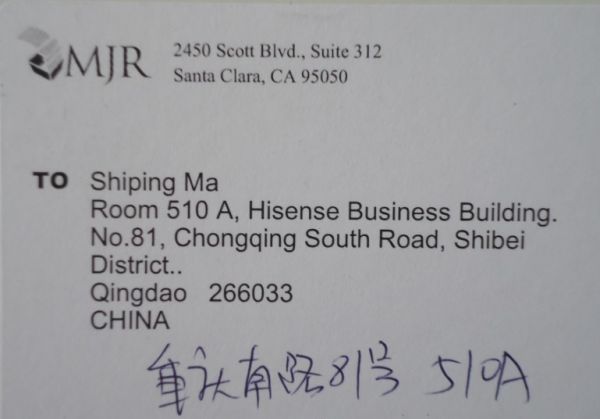 MJR
2450 Scott Blvd., Suite 312
Santa Clara, CA 95050
TO Shiping Ma
Room 510 A, Hisense Business Building.
No.81, Chongqing South Road, Shibei
District..
Qingdao 266033
CHINA
重庆南路81号 510A